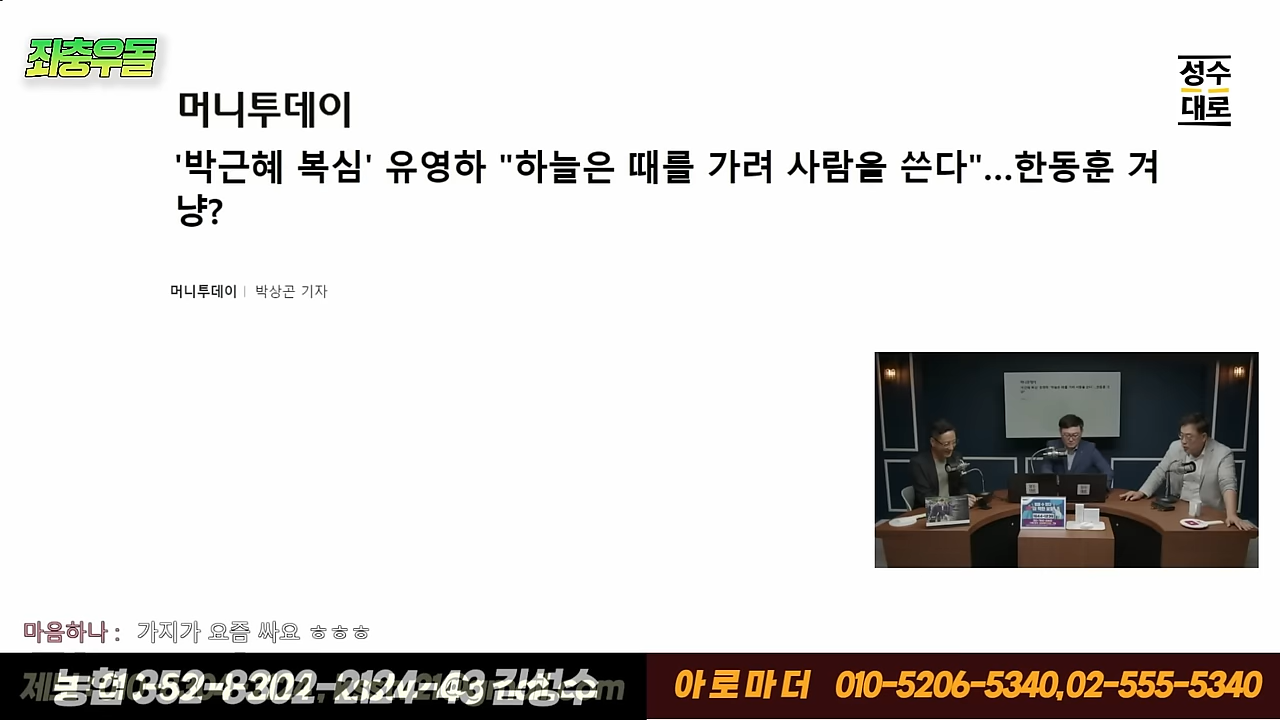 좌충우돌
성수
대로
머니투데이
'박근혜 복심' 유영하 "하늘은 때를 가려 사람을 쓴다"...한동훈 겨
냥?
머니투데이 | 박상곤 기자
마음하나 : 가지가 요즘 싸요 ㅎㅎㅎ
농협 352-8302-2124-43 김성수
아로마더 010-5206-5340,02-555-5340